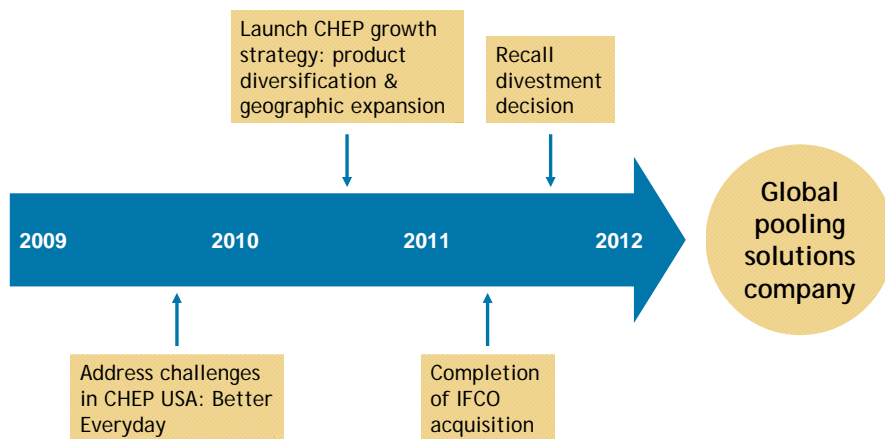 Launch CHEP growth
strategy: product
diversification &
geographic expansion
Recall
divestment
decision
2009
2010
2011
2012
Global
pooling
solutions
company
Address challenges
in CHEP USA: Better
Everyday
Completion
of IFCO
acquisition